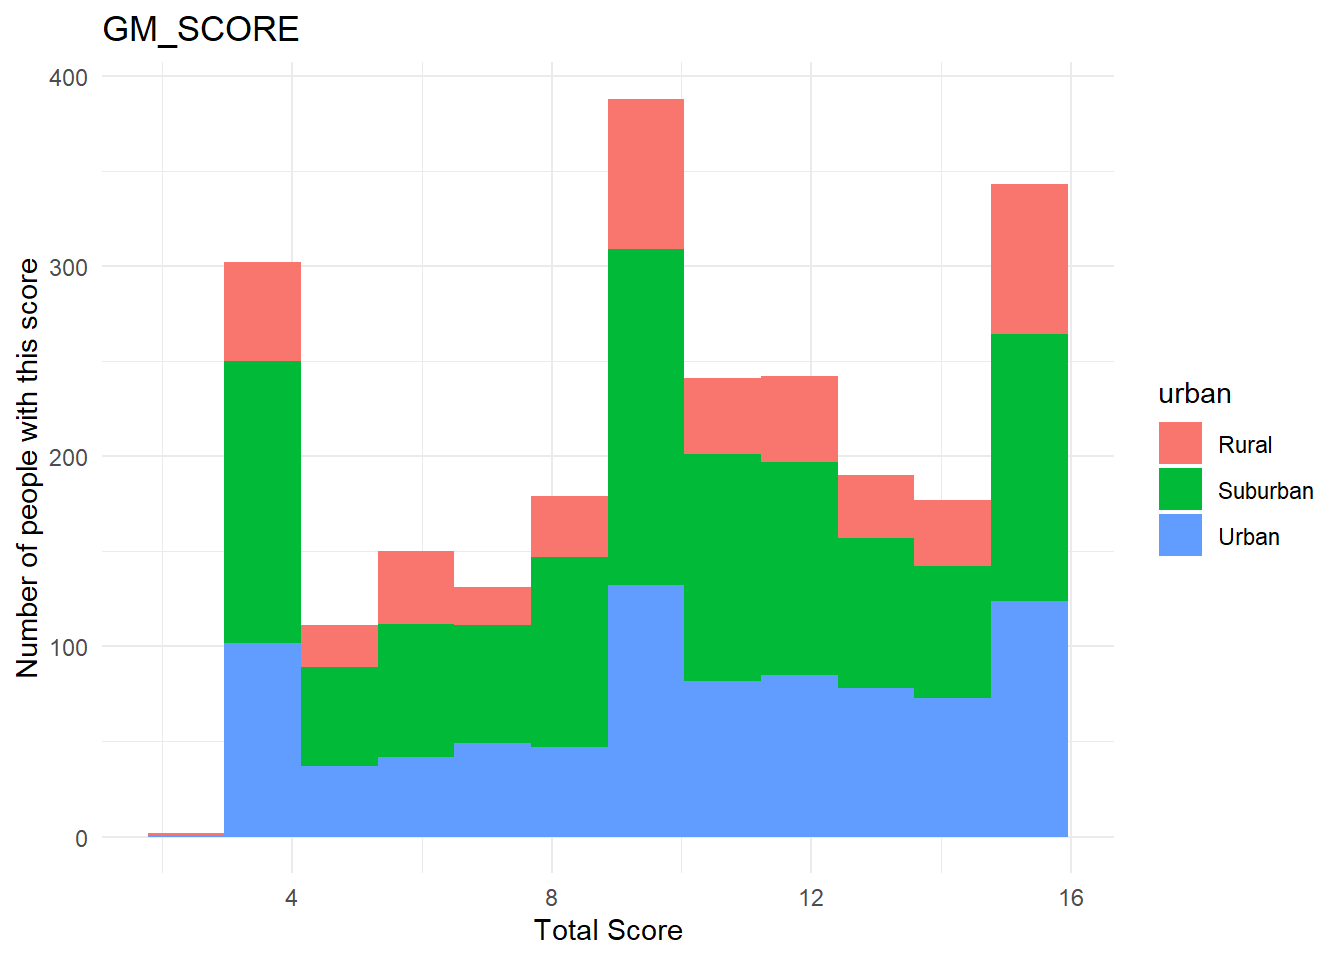 GM_SCORE
400
300
200
100
0
Number of people with this score
4
8
12
16
Total Score
urban
Rural
Suburban
Urban